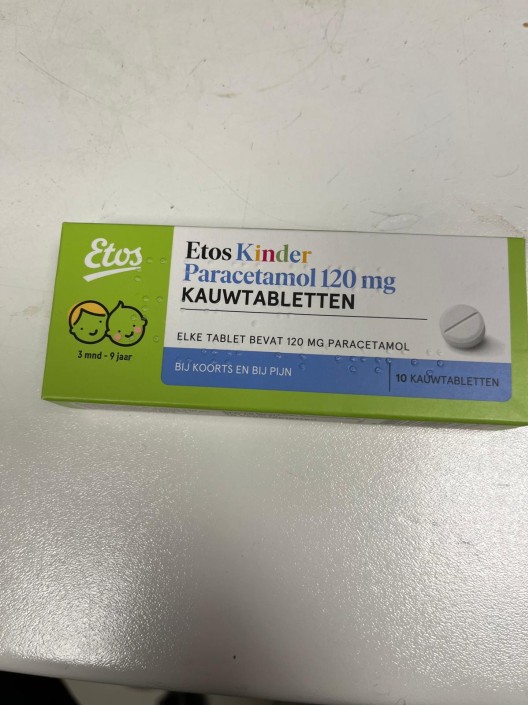 Etos
3 mnd - 9 jaar
Etos Kinder
Paracetamol 120 mg
KAUWTABLETTEN
ELKE TABLET BEVAT 120 MG PARACETAMOL
BIJ KOORTS EN BIJ PIJN
10 KAUWTABLETTEN